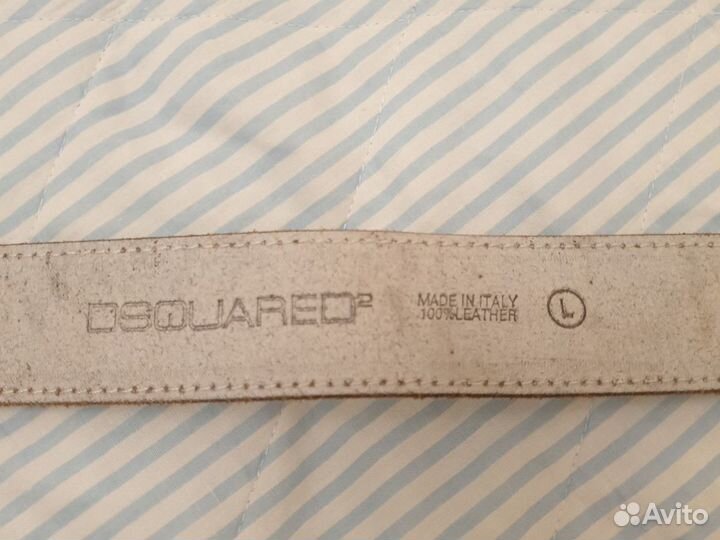 DSQUARED²
MADE IN ITALY
100%LEATHER
L
Avito